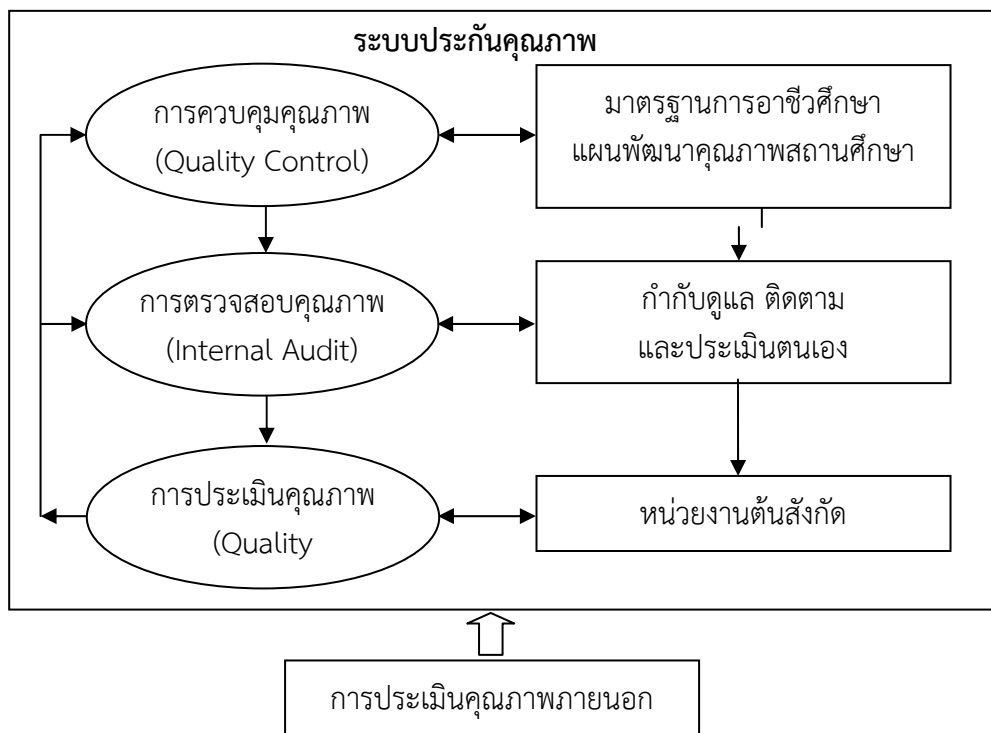 ระบบประกันคุณภาพ
การควบคุมคุณภาพ
(Quality Control)
มาตรฐานการอาชีวศึกษา
แผนพัฒนาคุณภาพสถานศึกษา
การตรวจสอบคุณภาพ
(Internal Audit)
กำกับดูแล ติดตาม
และประเมินตนเอง
การประเมินคุณภาพ
(Quality
หน่วยงานต้นสังกัด
การประเมินคุณภาพภายนอก